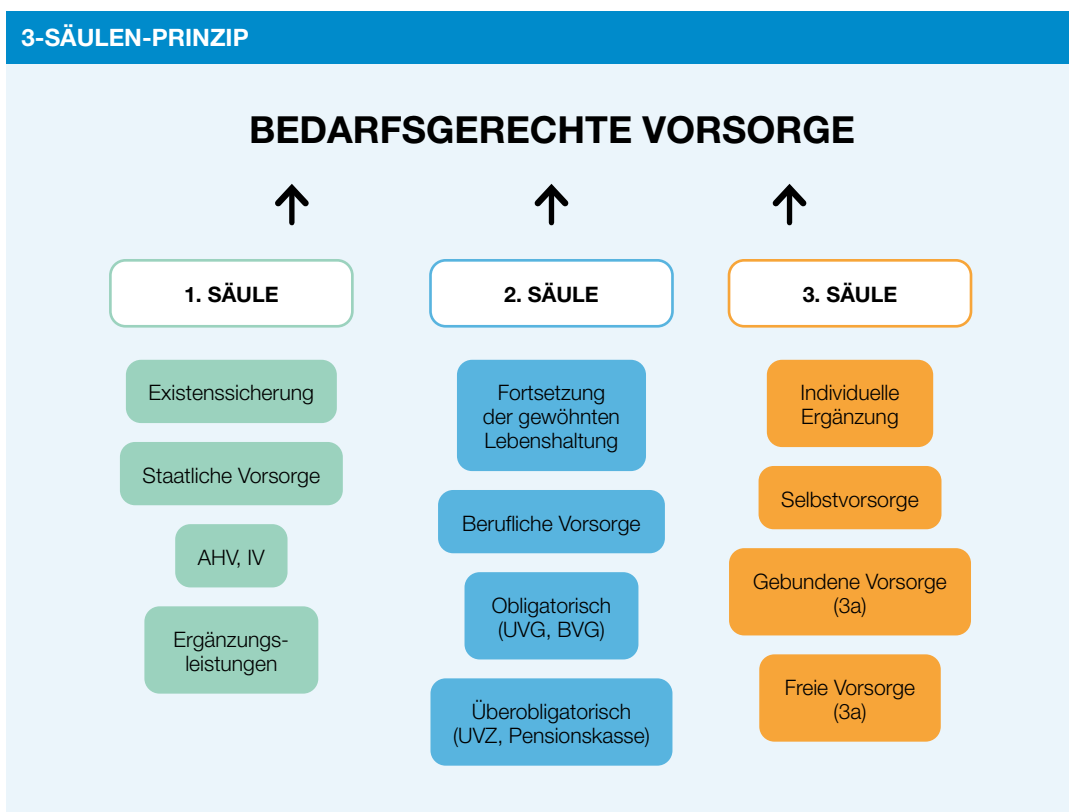 3-SÄULEN-PRINZIP
BEDARFSGERECHTE VORSORGE
1. SÄULE
Existenssicherung
Staatliche Vorsorge
AHV, IV
Ergänzungs-
leistungen
2. SÄULE
Fortsetzung
der gewöhnten
Lebenshaltung
Berufliche Vorsorge
Obligatorisch
(UVG, BVG)
Überobligatorisch
(UVZ, Pensionskasse)
3. SÄULE
Individuelle
Ergänzung
Selbstvorsorge
Gebundene Vorsorge
(3a)
Freie Vorsorge
(3a)